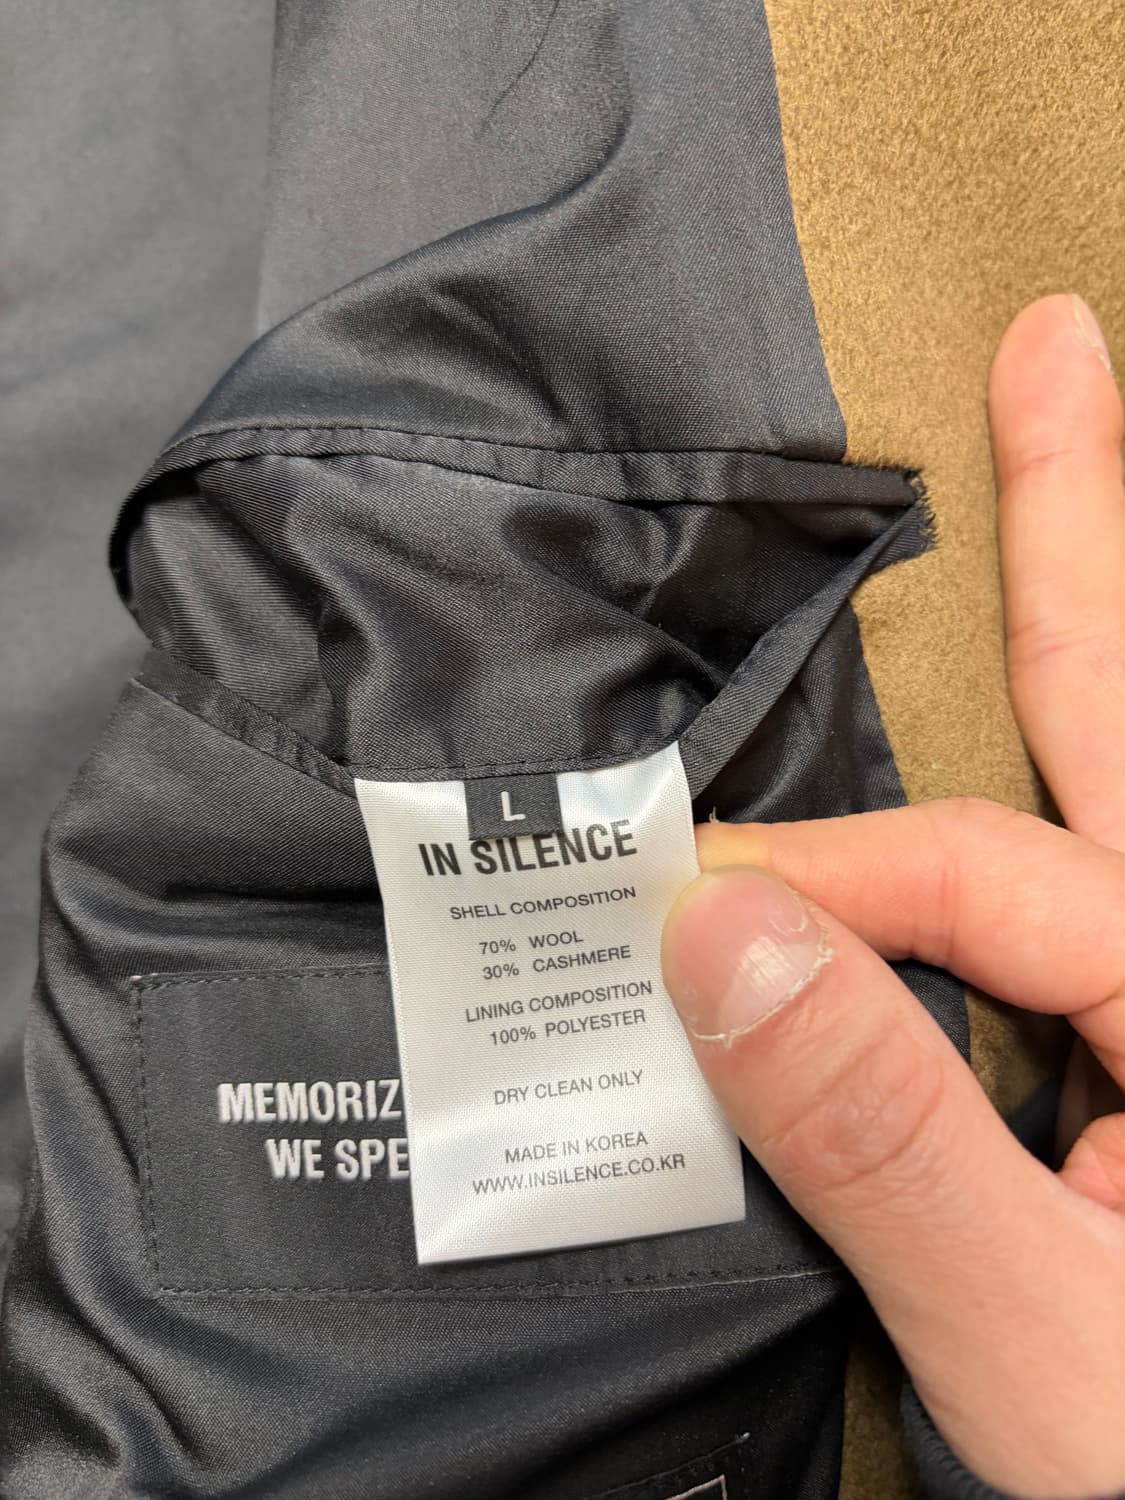 L
IN SILENCE
SHELL COMPOSITION
70% WOOL
30% CASHMERE
LINING COMPOSITION
100% POLYESTER
DRY CLEAN ONLY
MADE IN KOREA
WWW.INSILENCE.CO.KR
MEMORIZ
WE SPE